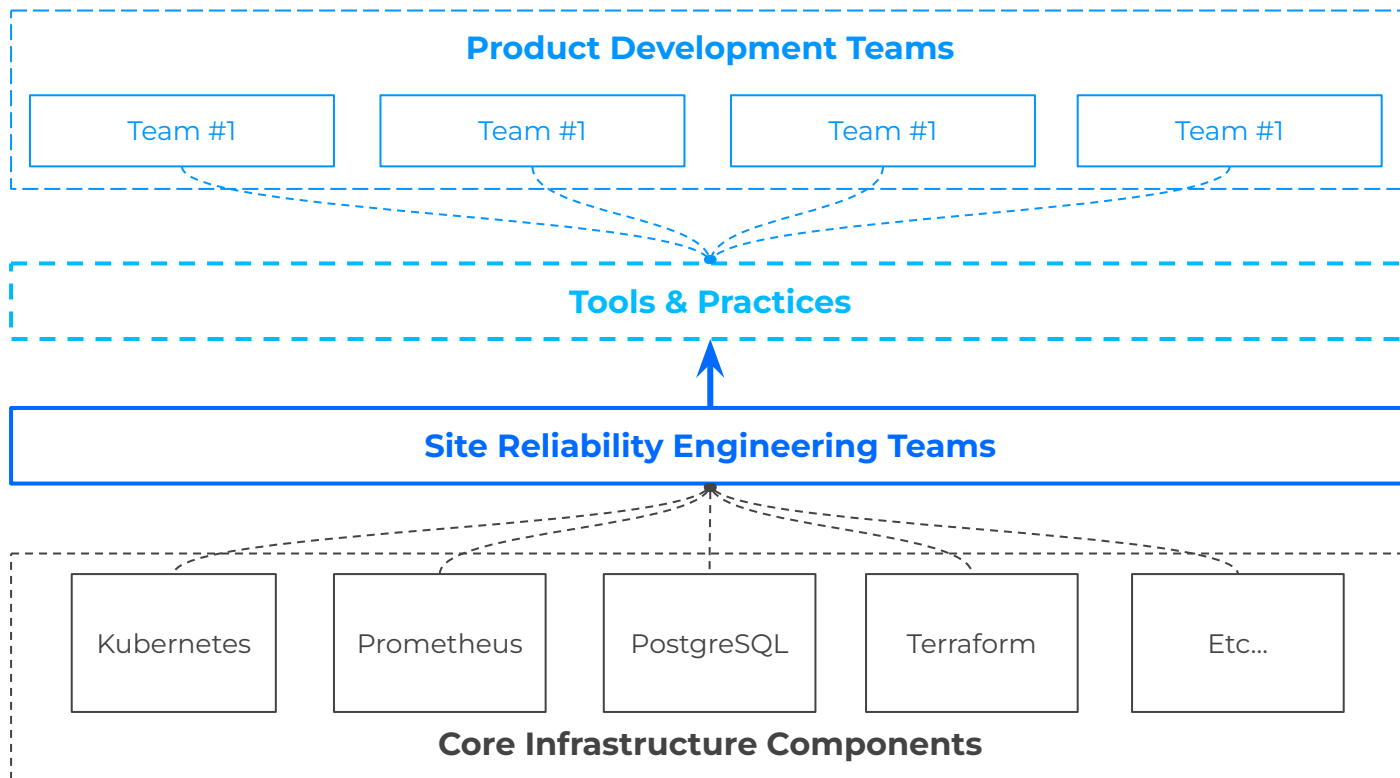 Product Development Teams
Team #1
Team #1
Team #1
Team #1
Tools & Practices
Site Reliability Engineering Teams
Kubernetes
Prometheus
PostgreSQL
Terraform
Etc...
Core Infrastructure Components